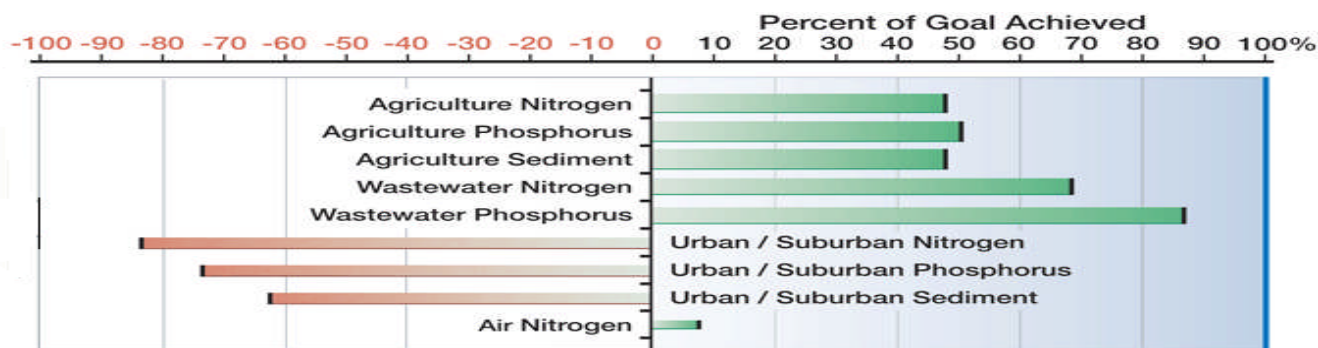 Percent of Goal Achieved
-100 -90 -80 -70 -60 -50 -40 -30 -20 -10 0 10 20 30 40 50 60 70 80 90 100%
Agriculture Nitrogen
Agriculture Phosphorus
Agriculture Sediment
Wastewater Nitrogen
Wastewater Phosphorus
Urban / Suburban Nitrogen
Urban / Suburban Phosphorus
Urban / Suburban Sediment
Air Nitrogen